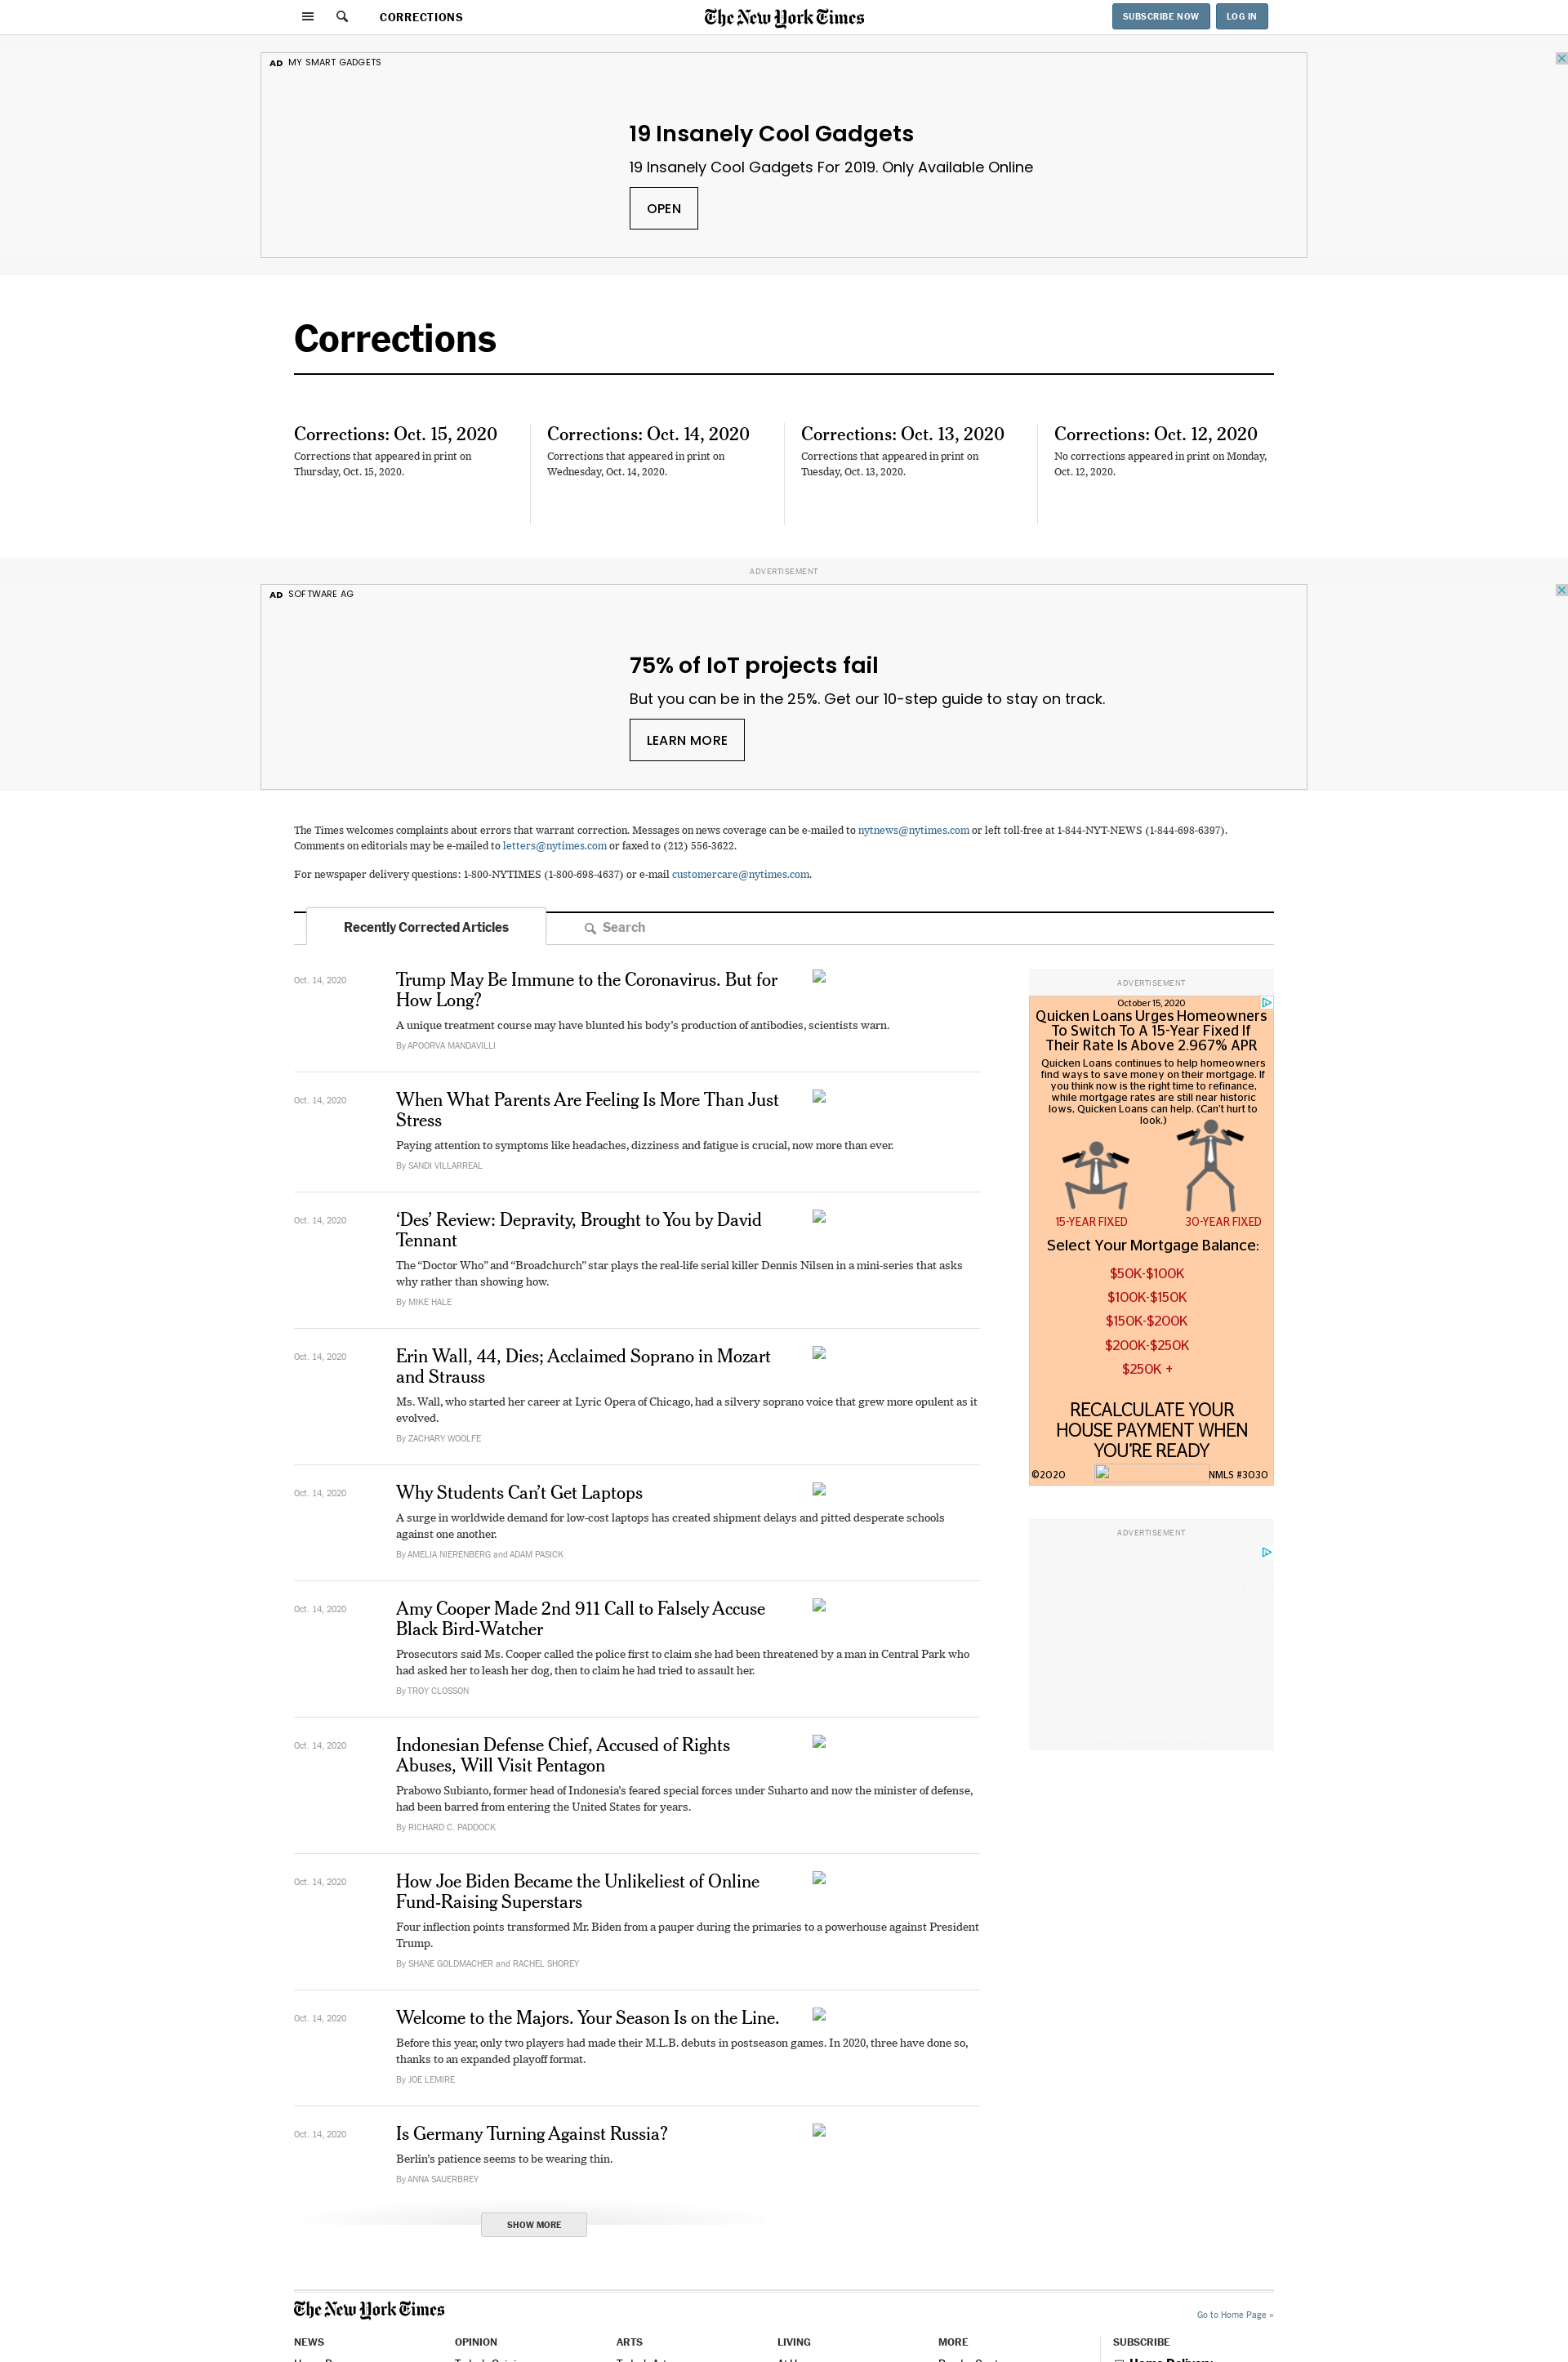 CORRECTIONS
The New York Times
SUBSCRIBE NOW
LOG IN
AD MY SMART GADGETS
19 Insanely Cool Gadgets
19 Insanely Cool Gadgets For 2019. Only Available Online
OPEN
Corrections
Corrections: Oct. 15, 2020
Corrections that appeared in print on
Thursday, Oct. 15, 2020.
Corrections: Oct. 14, 2020
Corrections that appeared in print on
Wednesday, Oct. 14, 2020.
Corrections: Oct. 13, 2020
Corrections that appeared in print on
Tuesday, Oct. 13, 2020.
Corrections: Oct. 12, 2020
No corrections appeared in print on Monday,
Oct. 12, 2020.
ADVERTISEMENT
AD SOFTWARE AG
75% of IoT projects fail
But you can be in the 25%. Get our 10-step guide to stay on track.
LEARN MORE
The Times welcomes complaints about errors that warrant correction. Messages on news coverage can be e-mailed to nytnews@nytimes.com or left toll-free at 1-844-NYT-NEWS (1-844-698-6397).
Comments on editorials may be e-mailed to letters@nytimes.com or faxed to (212) 556-3622.
For newspaper delivery questions: 1-800-NYTIMES (1-800-698-4637) or e-mail customercare@nytimes.com.
Recently Corrected Articles
Search
Oct. 14, 2020
Trump May Be Immune to the Coronavirus. But for
How Long?
A unique treatment course may have blunted his body's production of antibodies, scientists warn.
By APOORVA MANDAVILLI
Oct. 14, 2020
When What Parents Are Feeling Is More Than Just
Stress
Paying attention to symptoms like headaches, dizziness and fatigue is crucial, now more than ever.
By SANDI VILLARREAL
Oct. 14, 2020
‘Des’ Review: Depravity, Brought to You by David
Tennant
The “Doctor Who” and “Broadchurch” star plays the real-life serial killer Dennis Nilsen in a mini-series that asks
why rather than showing how.
By MIKE HALE
Oct. 14, 2020
Erin Wall, 44, Dies; Acclaimed Soprano in Mozart
and Strauss
Ms. Wall, who started her career at Lyric Opera of Chicago, had a silvery soprano voice that grew more opulent as it
evolved.
By ZACHARY WOOLFE
Oct. 14, 2020
Why Students Can’t Get Laptops
A surge in worldwide demand for low-cost laptops has created shipment delays and pitted desperate schools
against one another.
By AMELIA NIERENBERG and ADAM PASICK
Oct. 14, 2020
Amy Cooper Made 2nd 911 Call to Falsely Accuse
Black Bird-Watcher
Prosecutors said Ms. Cooper called the police first to claim she had been threatened by a man in Central Park who
had asked her to leash her dog, then to claim he had tried to assault her.
By TROY CLOSSON
Oct. 14, 2020
Indonesian Defense Chief, Accused of Rights
Abuses, Will Visit Pentagon
Prabowo Subianto, former head of Indonesia's feared special forces under Suharto and now the minister of defense,
had been barred from entering the United States for years.
By RICHARD C. PADDOCK
Oct. 14, 2020
How Joe Biden Became the Unlikeliest of Online
Fund-Raising Superstars
Four inflection points transformed Mr. Biden from a pauper during the primaries to a powerhouse against President
Trump.
By SHANE GOLDMACHER and RACHEL SHOREY
Oct. 14, 2020
Welcome to the Majors. Your Season Is on the Line.
Before this year, only two players had made their M.L.B. debuts in postseason games. In 2020, three have done so,
thanks to an expanded playoff format.
By JOE LEMIRE
Oct. 14, 2020
Is Germany Turning Against Russia?
Berlin's patience seems to be wearing thin.
By ANNA SAUERBREY
SHOW MORE
ADVERTISEMENT
October 15, 2020
Quicken Loans Urges Homeowners
To Switch To A 15-Year Fixed If
Their Rate Is Above 2.967% APR
Quicken Loans continues to help homeowners
find ways to save money on their mortgage. If
you think now is the right time to refinance,
while mortgage rates are still near historic
lows, Quicken Loans can help. (Can't hurt to
look.)
15-YEAR FIXED
30-YEAR FIXED
Select Your Mortgage Balance:
$50K-$100K
$100K-$150K
$150K-$200K
$200K-$250K
$250K +
RECALCULATE YOUR
HOUSE PAYMENT WHEN
YOU'RE READY
©2020
NMLS #3030
ADVERTISEMENT
The New York Times
Go to Home Page »
NEWS
OPINION
ARTS
LIVING
MORE
SUBSCRIBE